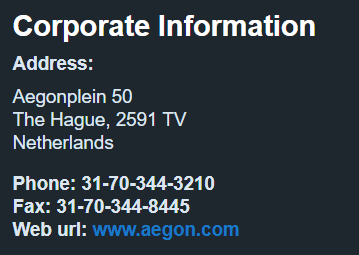 Corporate Information
Address:
Aegonplein 50
The Hague, 2591 TV
Netherlands
Phone: 31-70-344-3210
Fax: 31-70-344-8445
Web url: www.aegon.com